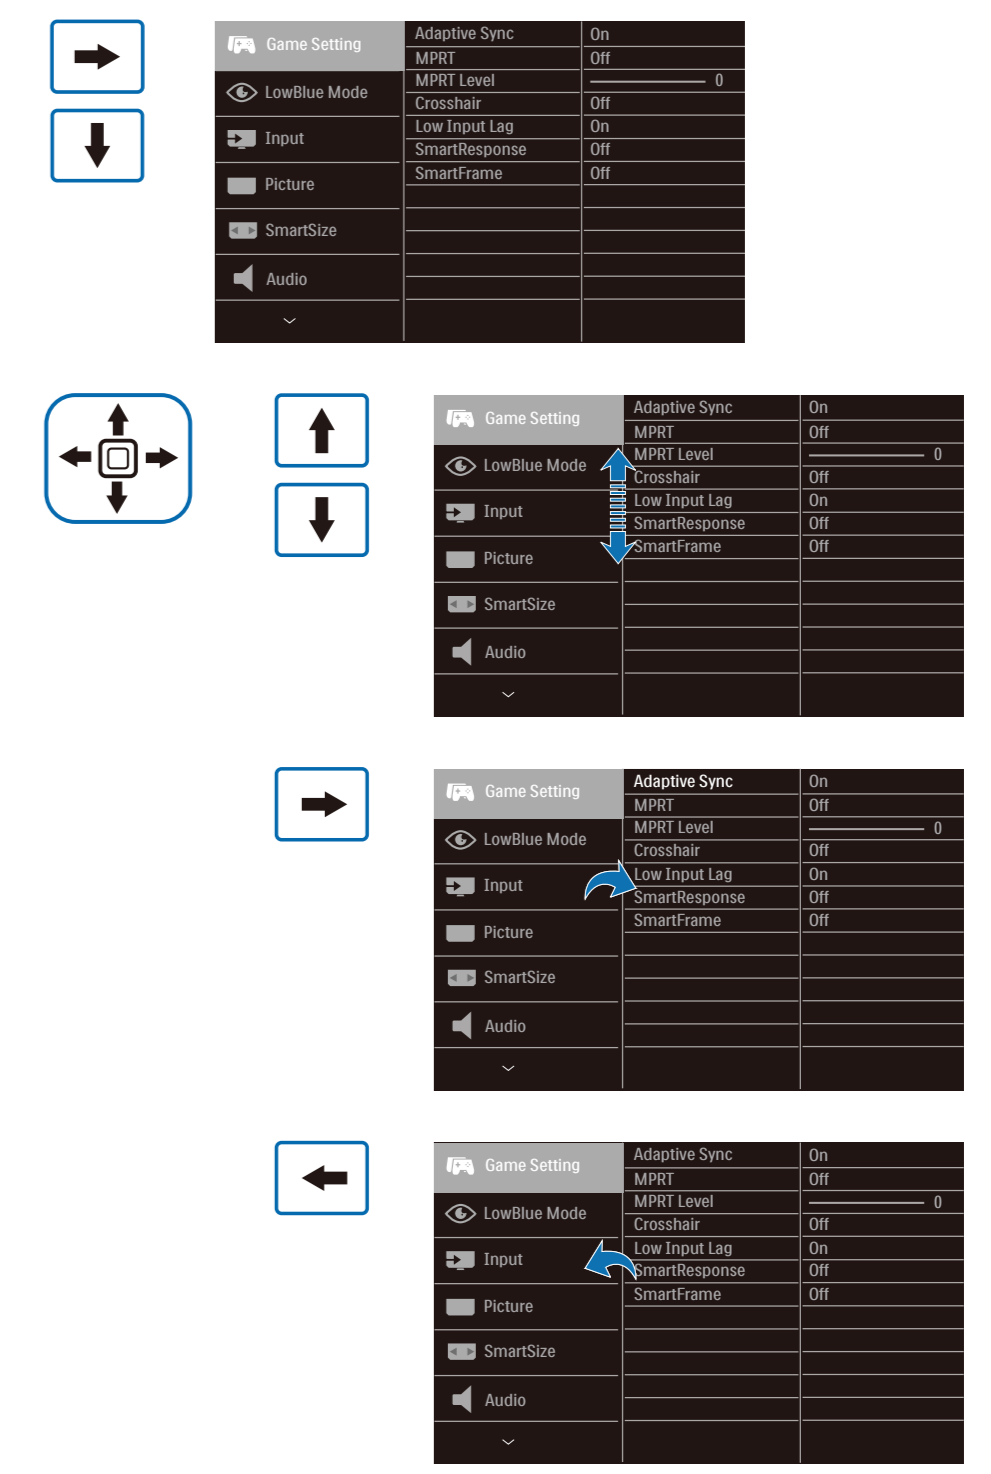 Game Setting
LowBlue Mode
Input
Picture
SmartSize
Audio
Adaptive Sync On
MPRT Off
MPRT Level 0
Crosshair Off
Low Input Lag On
SmartResponse Off
SmartFrame Off
Game Setting
LowBlue Mode
Input
Picture
SmartSize
Audio
Adaptive Sync On
MPRT Off
MPRT Level 0
Crosshair Off
Low Input Lag On
SmartResponse Off
SmartFrame Off
Game Setting
LowBlue Mode
Input
Picture
SmartSize
Audio
Adaptive Sync On
MPRT Off
MPRT Level 0
Crosshair Off
Low Input Lag On
SmartResponse Off
SmartFrame Off
Game Setting
LowBlue Mode
Input
Picture
SmartSize
Audio
Adaptive Sync On
MPRT Off
MPRT Level 0
Crosshair Off
Low Input Lag On
SmartResponse Off
SmartFrame Off